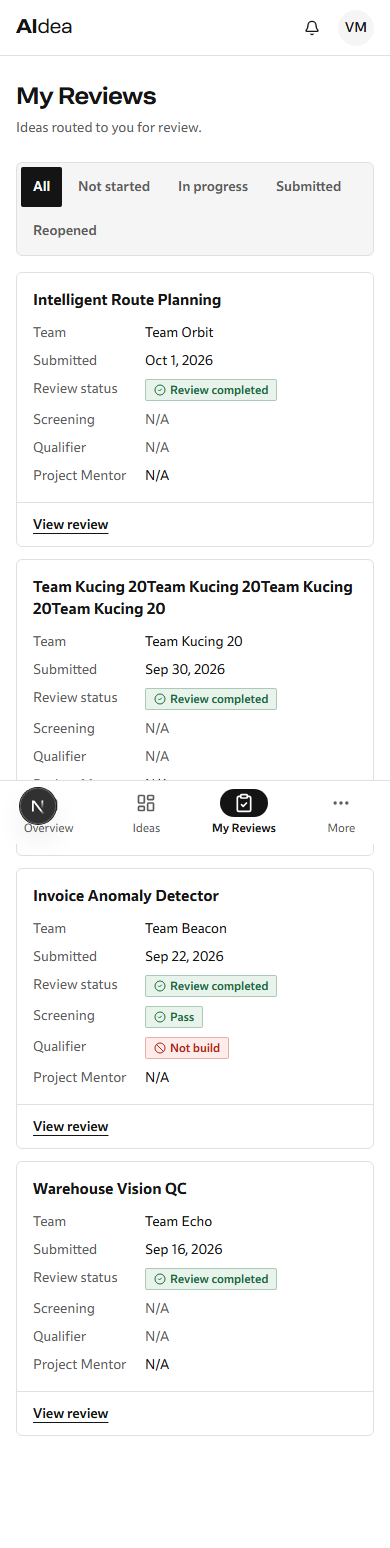 AIdea
VM
My Reviews
Ideas routed to you for review.
All Not started In progress Submitted
Reopened
Intelligent Route Planning
Team Team Orbit
Submitted Oct 1, 2026
Review status Review completed
Screening N/A
Qualifier N/A
Project Mentor N/A
View review
Team Kucing 20Team Kucing 20Team Kucing
20Team Kucing 20
Team Team Kucing 20
Submitted Sep 30, 2026
Review status Review completed
Screening N/A
Qualifier N/A
N
Overview Ideas My Reviews More
Invoice Anomaly Detector
Team Team Beacon
Submitted Sep 22, 2026
Review status Review completed
Screening Pass
Qualifier Not build
Project Mentor N/A
View review
Warehouse Vision QC
Team Team Echo
Submitted Sep 16, 2026
Review status Review completed
Screening N/A
Qualifier N/A
Project Mentor N/A
View review